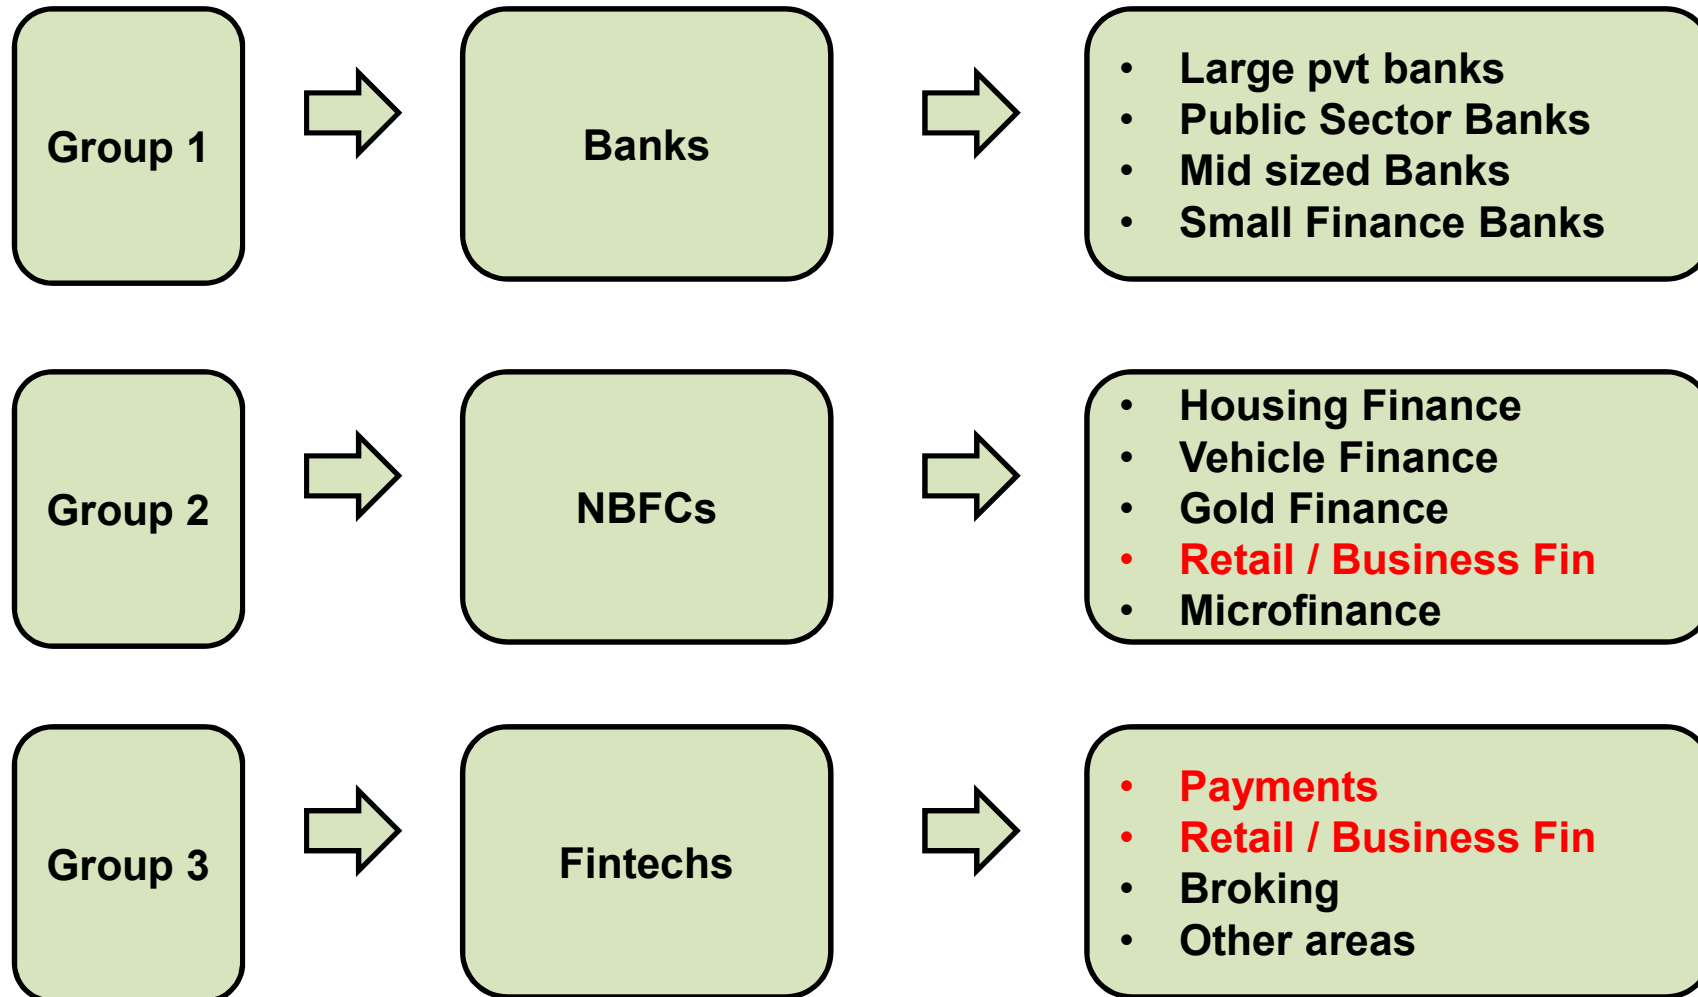 Group 1
Banks
• Large pvt banks
• Public Sector Banks
• Mid sized Banks
• Small Finance Banks
Group 2
NBFCs
• Housing Finance
• Vehicle Finance
• Gold Finance
• Retail / Business Fin
• Microfinance
Group 3
Fintechs
• Payments
• Retail / Business Fin
• Broking
• Other areas